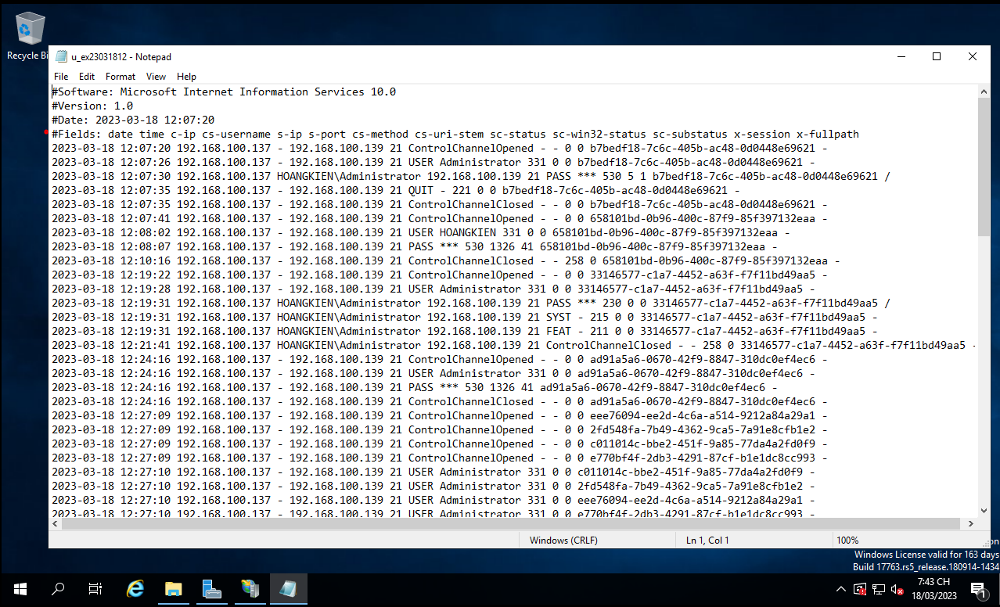 Recycle Bi
u_ex23031812 - Notepad
File Edit Format View Help
#Software: Microsoft Internet Information Services 10.0
#Version: 1.0
#Date: 2023-03-18 12:07:20
#Fields: date time c-ip cs-username s-ip s-port cs-method cs-uri-stem sc-status sc-win32-status sc-substatus x-session x-fullpath
2023-03-18 12:07:20 192.168.100.137 - 192.168.100.139 21 ControlChannelOpened - - 0 0 b7bedf18-7c6c-405b-ac48-0d0448e69621 -
2023-03-18 12:07:26 192.168.100.137 - 192.168.100.139 21 USER Administrator 331 0 0 b7bedf18-7c6c-405b-ac48-0d0448e69621 -
2023-03-18 12:07:30 192.168.100.137 HOANGKIEN\Administrator 192.168.100.139 21 PASS *** 530 5 1 b7bedf18-7c6c-405b-ac48-0d0448e69621 /
2023-03-18 12:07:35 192.168.100.137 - 192.168.100.139 21 QUIT - 221 0 0 b7bedf18-7c6c-405b-ac48-0d0448e69621 -
2023-03-18 12:07:35 192.168.100.137 - 192.168.100.139 21 ControlChannelClosed - - 0 0 b7bedf18-7c6c-405b-ac48-0d0448e69621 -
2023-03-18 12:07:41 192.168.100.137 - 192.168.100.139 21 ControlChannelOpened - - 0 0 658101bd-0b96-400c-87f9-85f397132eaa -
2023-03-18 12:08:02 192.168.100.137 - 192.168.100.139 21 USER HOANGKIEN 331 0 0 658101bd-0b96-400c-87f9-85f397132eaa -
2023-03-18 12:08:07 192.168.100.137 - 192.168.100.139 21 PASS *** 530 1326 41 658101bd-0b96-400c-87f9-85f397132eaa -
2023-03-18 12:10:16 192.168.100.137 - 192.168.100.139 21 ControlChannelClosed - - 258 0 658101bd-0b96-400c-87f9-85f397132eaa -
2023-03-18 12:19:22 192.168.100.137 - 192.168.100.139 21 ControlChannelOpened - - 0 0 33146577-c1a7-4452-a63f-f7f11bd49aa5 -
2023-03-18 12:19:28 192.168.100.137 - 192.168.100.139 21 USER Administrator 331 0 0 33146577-c1a7-4452-a63f-f7f11bd49aa5 -
2023-03-18 12:19:31 192.168.100.137 HOANGKIEN\Administrator 192.168.100.139 21 PASS *** 230 0 0 33146577-c1a7-4452-a63f-f7f11bd49aa5 /
2023-03-18 12:19:31 192.168.100.137 HOANGKIEN\Administrator 192.168.100.139 21 SYST - 215 0 0 33146577-c1a7-4452-a63f-f7f11bd49aa5 -
2023-03-18 12:19:31 192.168.100.137 HOANGKIEN\Administrator 192.168.100.139 21 FEAT - 211 0 0 33146577-c1a7-4452-a63f-f7f11bd49aa5 -
2023-03-18 12:21:41 192.168.100.137 HOANGKIEN\Administrator 192.168.100.139 21 ControlChannelClosed - - 258 0 33146577-c1a7-4452-a63f-f7f11bd49aa5 -
2023-03-18 12:24:16 192.168.100.137 - 192.168.100.139 21 ControlChannelOpened - - 0 0 ad91a5a6-0670-42f9-8847-310dc0ef4ec6 -
2023-03-18 12:24:16 192.168.100.137 - 192.168.100.139 21 USER Administrator 331 0 0 ad91a5a6-0670-42f9-8847-310dc0ef4ec6 -
2023-03-18 12:24:16 192.168.100.137 - 192.168.100.139 21 PASS *** 530 1326 41 ad91a5a6-0670-42f9-8847-310dc0ef4ec6 -
2023-03-18 12:24:16 192.168.100.137 - 192.168.100.139 21 ControlChannelClosed - - 0 0 ad91a5a6-0670-42f9-8847-310dc0ef4ec6 -
2023-03-18 12:27:09 192.168.100.137 - 192.168.100.139 21 ControlChannelOpened - - 0 0 eee76094-ee2d-4c6a-a514-9212a84a29a1 -
2023-03-18 12:27:09 192.168.100.137 - 192.168.100.139 21 ControlChannelOpened - - 0 0 2fd548fa-7b49-4362-9ca5-7a91e8cfb1e2 -
2023-03-18 12:27:09 192.168.100.137 - 192.168.100.139 21 ControlChannelOpened - - 0 0 c011014c-bbe2-451f-9a85-77da4a2fd0f9 -
2023-03-18 12:27:09 192.168.100.137 - 192.168.100.139 21 ControlChannelOpened - - 0 0 e770bf4f-2db3-4291-87cf-b1e1dc8cc993 -
2023-03-18 12:27:10 192.168.100.137 - 192.168.100.139 21 USER Administrator 331 0 0 c011014c-bbe2-451f-9a85-77da4a2fd0f9 -
2023-03-18 12:27:10 192.168.100.137 - 192.168.100.139 21 USER Administrator 331 0 0 2fd548fa-7b49-4362-9ca5-7a91e8cfb1e2 -
2023-03-18 12:27:10 192.168.100.137 - 192.168.100.139 21 USER Administrator 331 0 0 eee76094-ee2d-4c6a-a514-9212a84a29a1 -
2023-03-18 12:27:10 192.168.100.137 - 192.168.100.139 21 USER Administrator 331 0 0 e770bf4f-2db3-4291-87cf-b1e1dc8cc993 -
Windows (CRLF) Ln 1, Col 1 100%
on
Windows License valid for 163 days
Build 17763.rs5_release.180914-1434
7:43 CH
18/03/2023
1